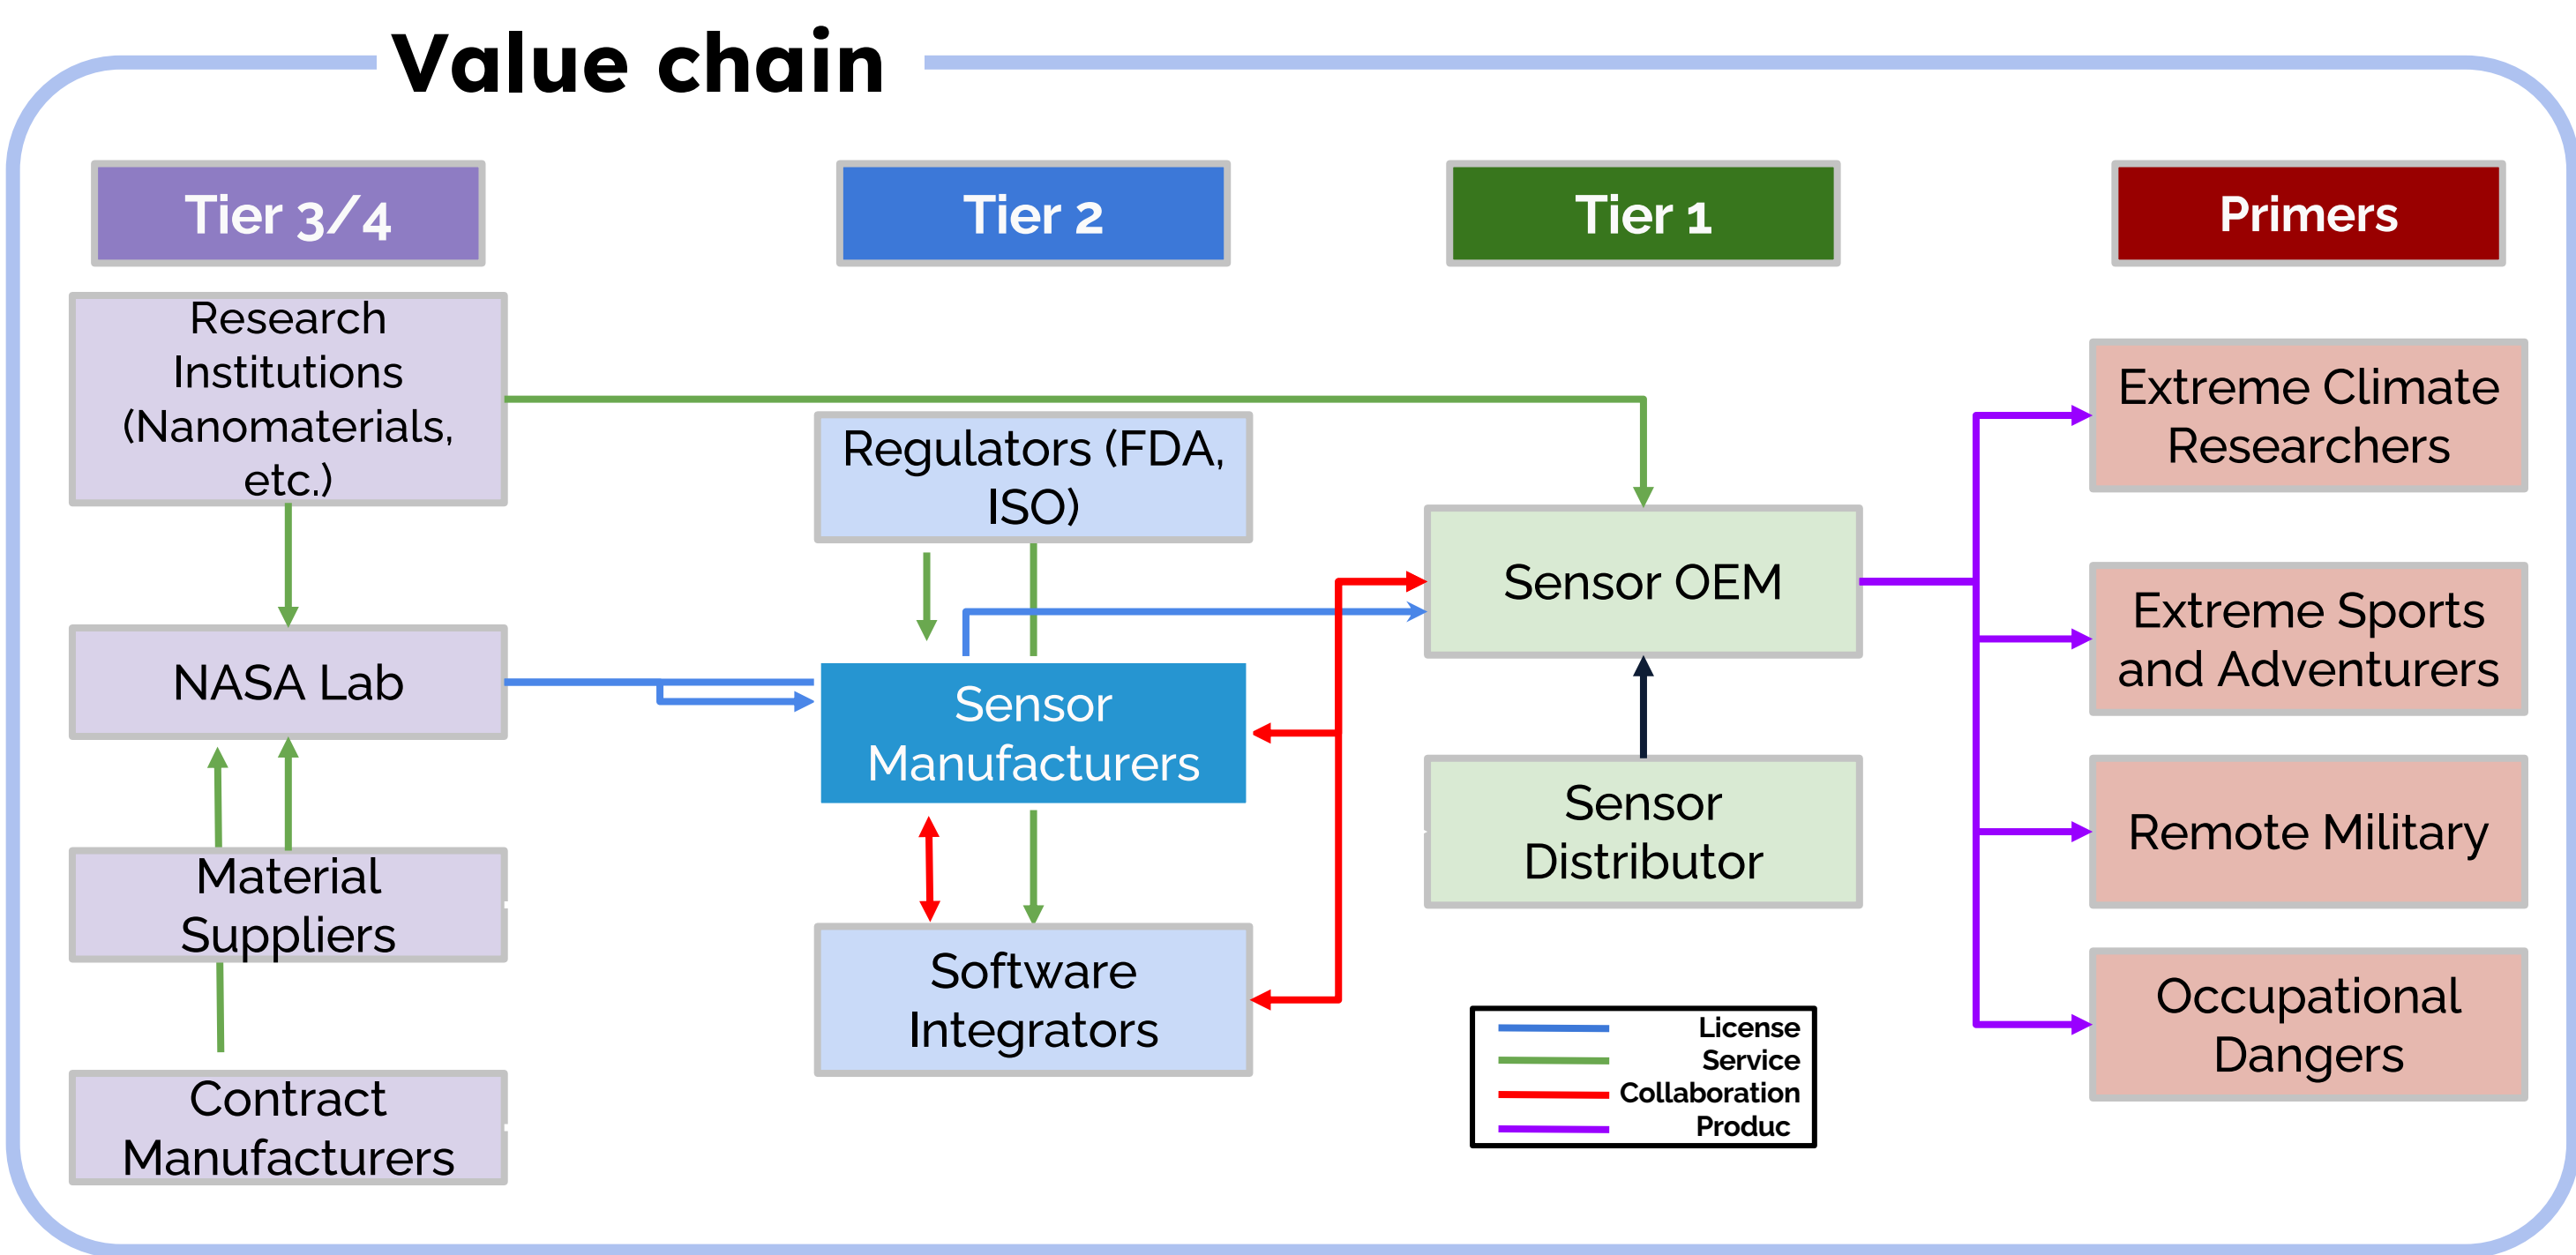 Value chain
Tier 3/4
Tier 2
Tier 1
Primers
Research
Institutions
(Nanomaterials,
etc.)
NASA Lab
Material
Suppliers
Contract
Manufacturers
Regulators (FDA,
ISO)
Sensor
Manufacturers
Software
Integrators
Sensor OEM
Sensor
Distributor
License
Service
Collaboration
Produc
Extreme Climate
Researchers
Extreme Sports
and Adventurers
Remote Military
Occupational
Dangers